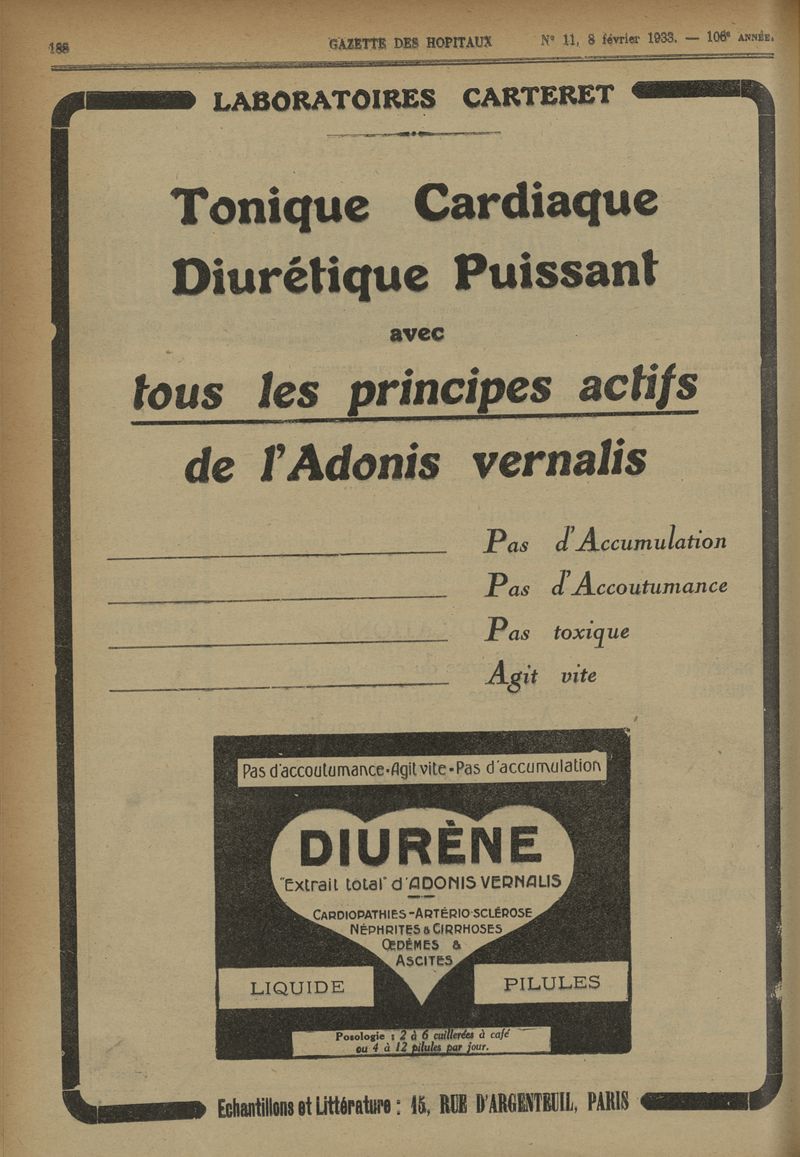 188
GAZETTE DES HOPITAUX
N° 11, 8 février 1933. — 106e ANNÉE.
LABORATOIRES CARTERET
Tonique Cardiaque
Diurétique Puissant
avec
tous les principes actifs
de l'Adonis vernalis
Pas d'Accumulation
Pas d'Accoutumance
Pas toxique
Agit vite
Pas d'accoutumance-Agit vite-Pas d'accumulation
DIURÈNE
"Extrait total" d'ADONIS VERNALIS
CARDIOPATHIES-ARTÉRIO SCLÉROSE
NÉPHRITES & CIRRHOSES
ŒDÉMES &
ASCITES
LIQUIDE
PILULES
Posologie : 2 à 6 cuillerées à café
ou 4 à 12 pilules par jour.
Echantillons et Littérature : 15, RUE D'ARGENTEUIL, PARIS